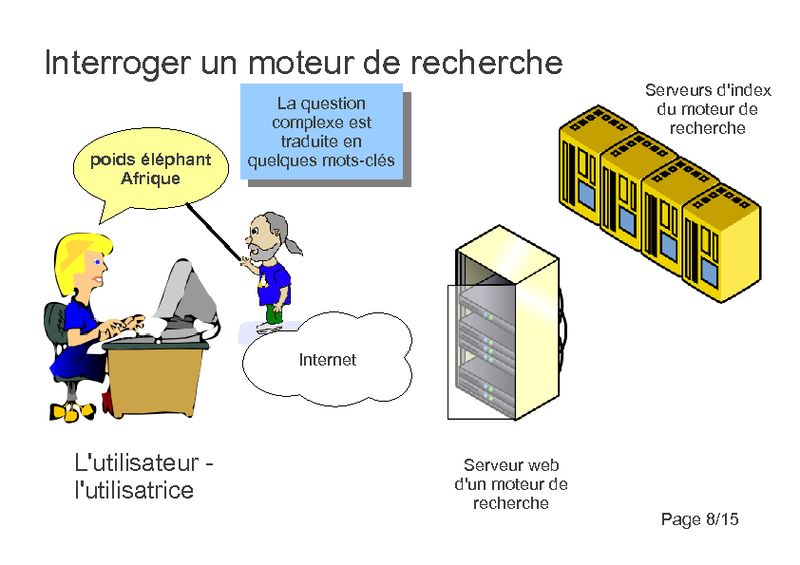 Interroger un moteur de recherche
La question
complexe est
traduite en
quelques mots-clés
Serveurs d'index
du moteur de
recherche
poids éléphant
Afrique
Internet
L'utilisateur -
l'utilisatrice
Serveur web
d'un moteur de
recherche
Page 8/15